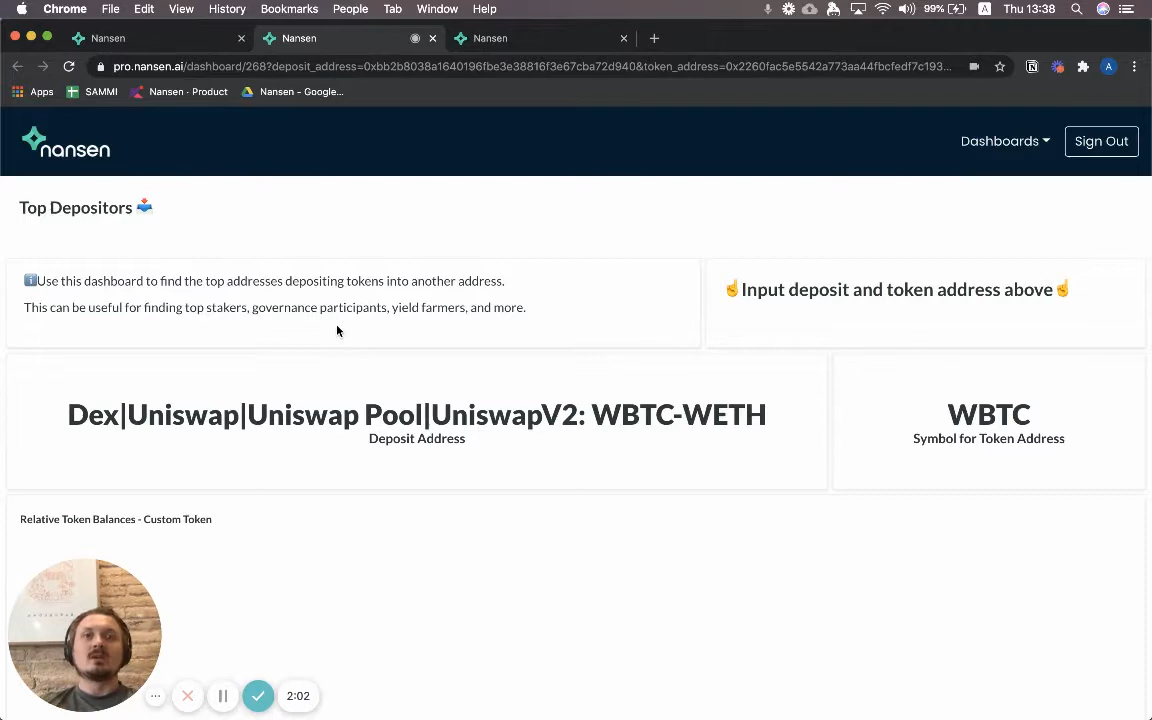 Chrome File Edit View History Bookmarks People Tab Window Help 99% A Thu 13:38
Nansen Nansen Nansen
pro.nansen.ai/dashboard/268?deposit_address=0xbb2b8038a1640196fbe3e38816f3e67cba72d940&token_address=0x2260fac5e5542a773aa44fbcfedf7c193... A
Apps SAMMI Nansen · Product Nansen - Google...
nansen Dashboards Sign Out
Top Depositors
Use this dashboard to find the top addresses depositing tokens into another address.
This can be useful for finding top stakers, governance participants, yield farmers, and more.
Input deposit and token address above
Dex|Uniswap|Uniswap Pool|UniswapV2: WBTC-WETH
Deposit Address
WBTC
Symbol for Token Address
Relative Token Balances - Custom Token
2:02